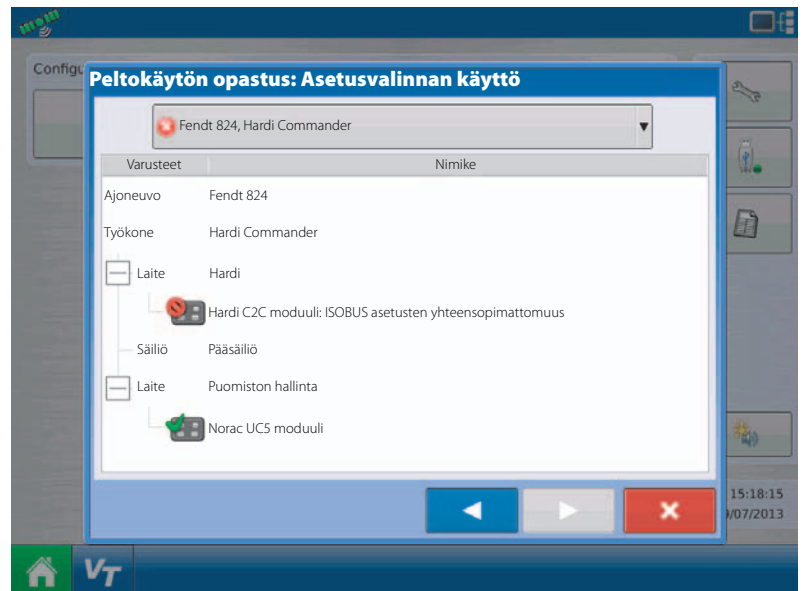 Configu
Peltokäytön opastus: Asetusvalinnan käyttö
Fendt 824, Hardi Commander
Varusteet Nimike
Ajoneuvo Fendt 824
Työkone Hardi Commander
Laite Hardi
Hardi C2C moduuli: ISOBUS asetusten yhteensopimattomuus
Säiliö Pääsäiliö
Laite Puomiston hallinta
Norac UC5 moduuli
15:18:15
/07/2013
VT